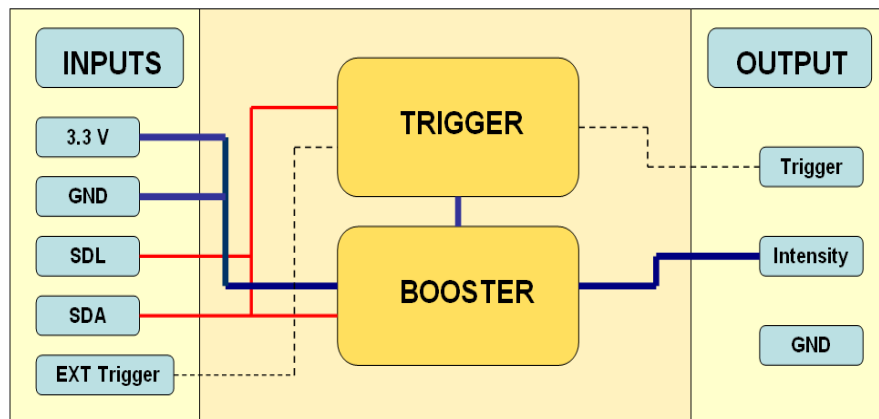 INPUTS
3.3 V
GND
SDL
SDA
EXT Trigger
TRIGGER
BOOSTER
OUTPUT
Trigger
Intensity
GND